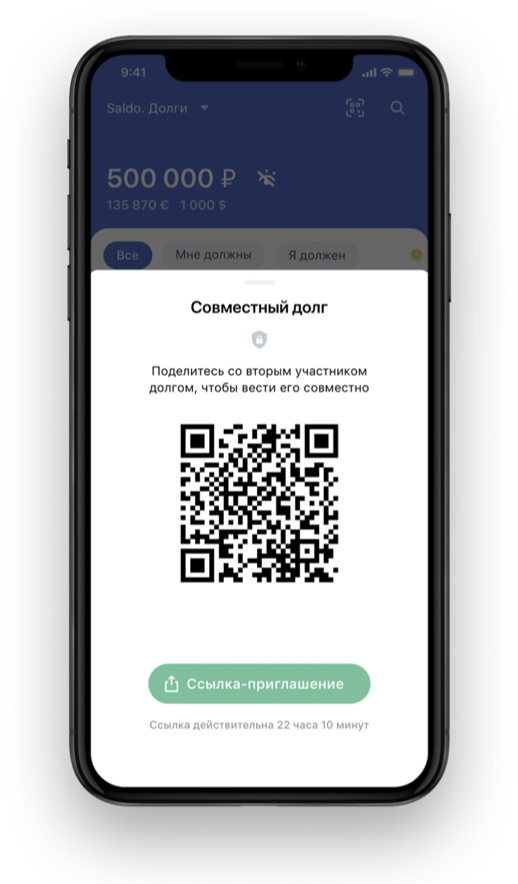 9:41
Saldo. Долги
500 000 ₽
135 870 € 1 000 $
Все
Мне должны
Я должен
Совместный долг
Поделитесь со вторым участником
долгом, чтобы вести его совместно
Ссылка-приглашение
Ссылка действительна 22 часа 10 минут